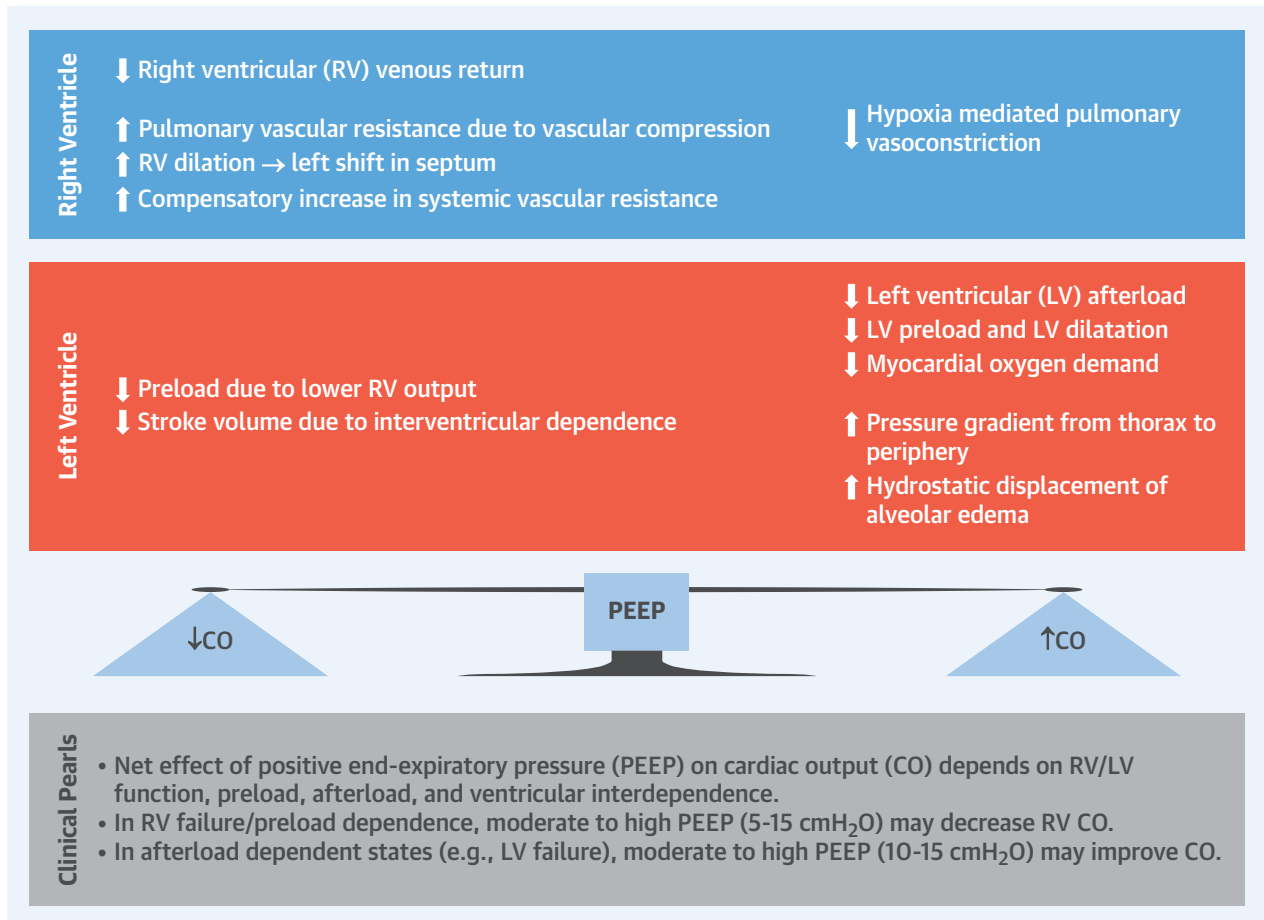 Right Ventricle
↓ Right ventricular (RV) venous return
↑ Pulmonary vascular resistance due to vascular compression
↑ RV dilation → left shift in septum
↑ Compensatory increase in systemic vascular resistance
↓ Hypoxia mediated pulmonary
vasoconstriction
Left Ventricle
↓ Preload due to lower RV output
↓ Stroke volume due to interventricular dependence
↓ Left ventricular (LV) afterload
↓ LV preload and LV dilatation
↓ Myocardial oxygen demand
↑ Pressure gradient from thorax to
periphery
↑ Hydrostatic displacement of
alveolar edema
↓CO
PEEP
↑CO
Clinical Pearls
• Net effect of positive end-expiratory pressure (PEEP) on cardiac output (CO) depends on RV/LV
function, preload, afterload, and ventricular interdependence.
• In RV failure/preload dependence, moderate to high PEEP (5-15 cmH₂O) may decrease RV CO.
• In afterload dependent states (e.g., LV failure), moderate to high PEEP (10-15 cmH₂O) may improve CO.